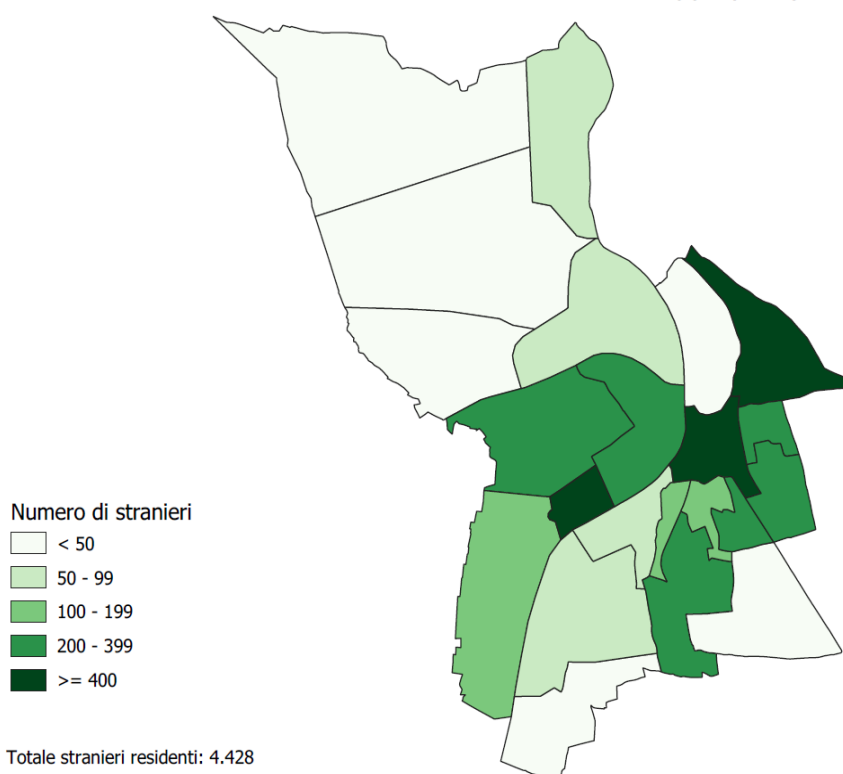 Numero di stranieri
< 50
50 - 99
100 - 199
200 - 399
>= 400
Totale stranieri residenti: 4.428